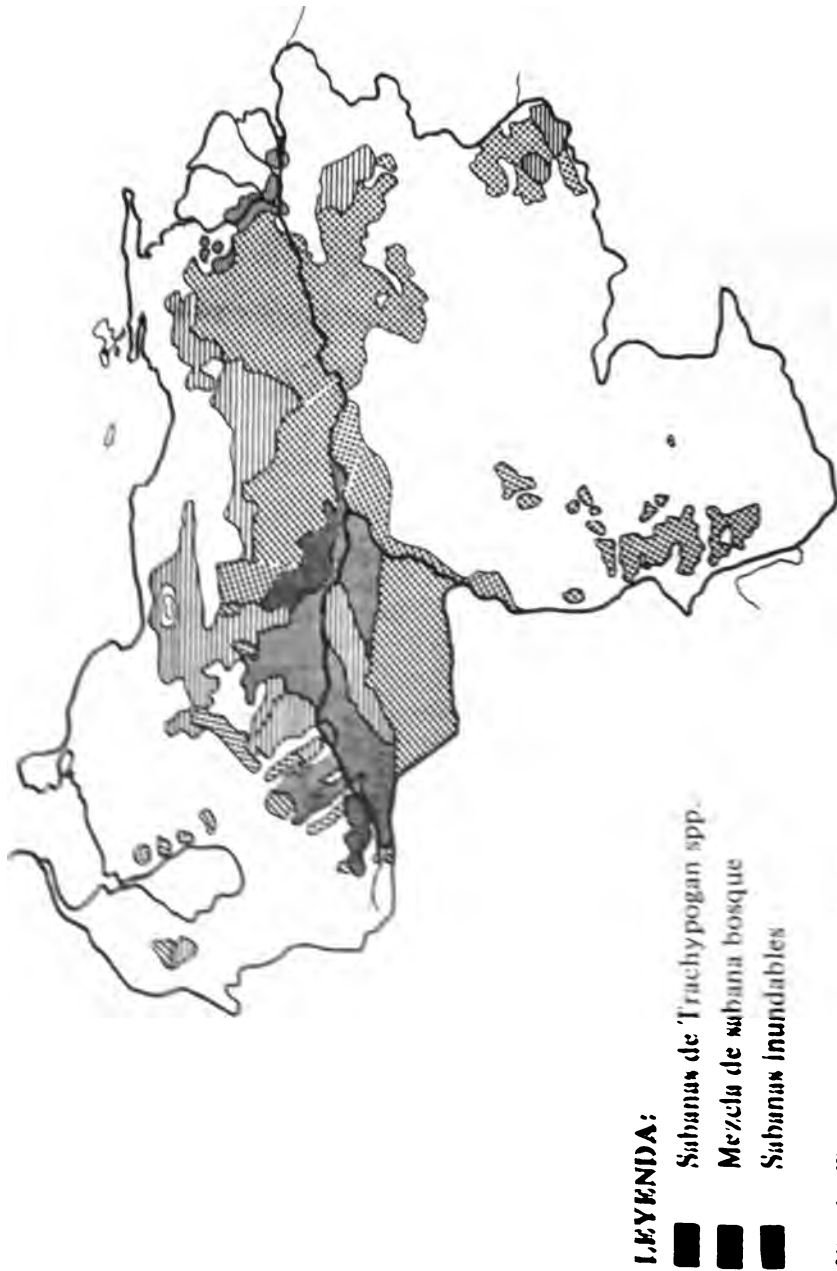 LEYENDA:
Sabanas de Trachypogan spp.
Mezcla de sabana bosque
Sabanas inundables